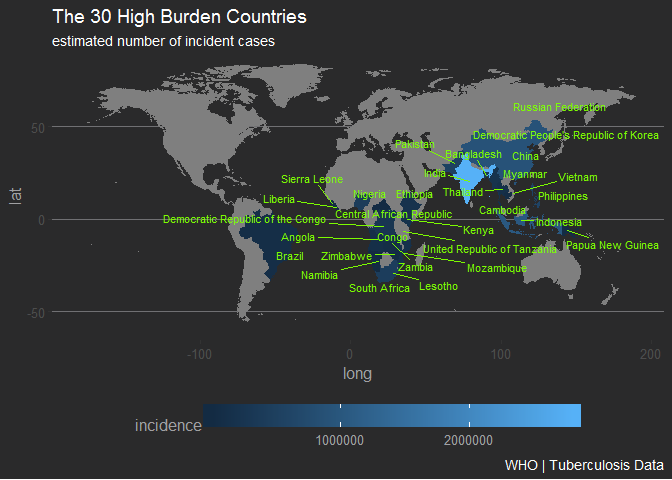 The 30 High Burden Countries
estimated number of incident cases
Russian Federation
50
Democratic People's Republic of Korea
Pakistan
Bangladesh
China
India
Myanmar
Vietnam
Sierra Leone
Thailand
Nigeria
Ethiopia
Philippines
Liberia
Cambodia
Central African Republic
0
Democratic Republic of the Congo
Indonesia
Kenya
Angola
Congo
Papua New Guinea
United Republic of Tanzania
Brazil
Zimbabwe
Zambia
Mozambique
Namibia
South Africa
Lesotho
-50
lat
-100
0
100
200
long
incidence
1000000
2000000
WHO | Tuberculosis Data